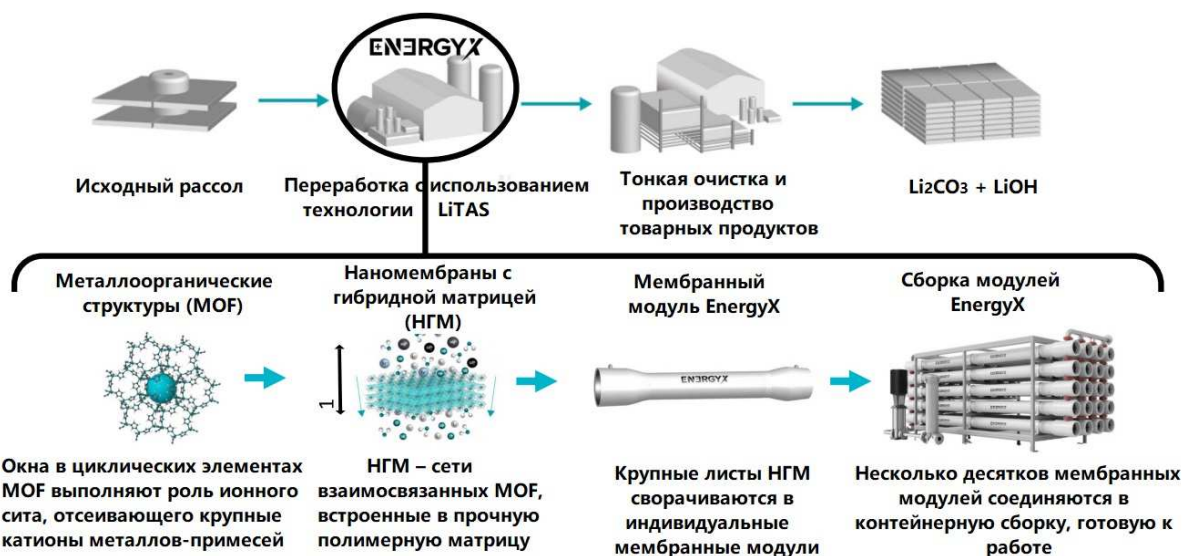 ENERGYX
Исходный рассол
Переработка с использованием
технологии LiTAS
Тонкая очистка и
производство
товарных продуктов
Li2CO3 + LiOH
Металлоорганические
структуры (MOF)
Наномембраны с
гибридной матрицей
(НГМ)
Мембранный
модуль EnergyX
Сборка модулей
EnergyX
1
ENERGYX
Окна в циклических элементах
MOF выполняют роль ионного
сита, отсеивающего крупные
катионы металлов-примесей
НГМ – сети
взаимосвязанных MOF,
встроенные в прочную
полимерную матрицу
Крупные листы НГМ
сворачиваются в
индивидуальные
мембранные модули
Несколько десятков мембранных
модулей соединяются в
контейнерную сборку, готовую к
работе